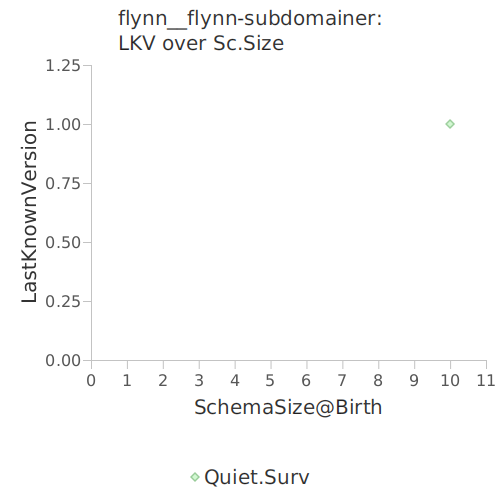 flynn__flynn-subdomainer:
LKV over Sc.Size
1.25
1.00
0.75
0.50
0.25
0.00
LastKnownVersion
0 1 2 3 4 5 6 7 8 9 10 11
SchemaSize@Birth
Quiet.Surv